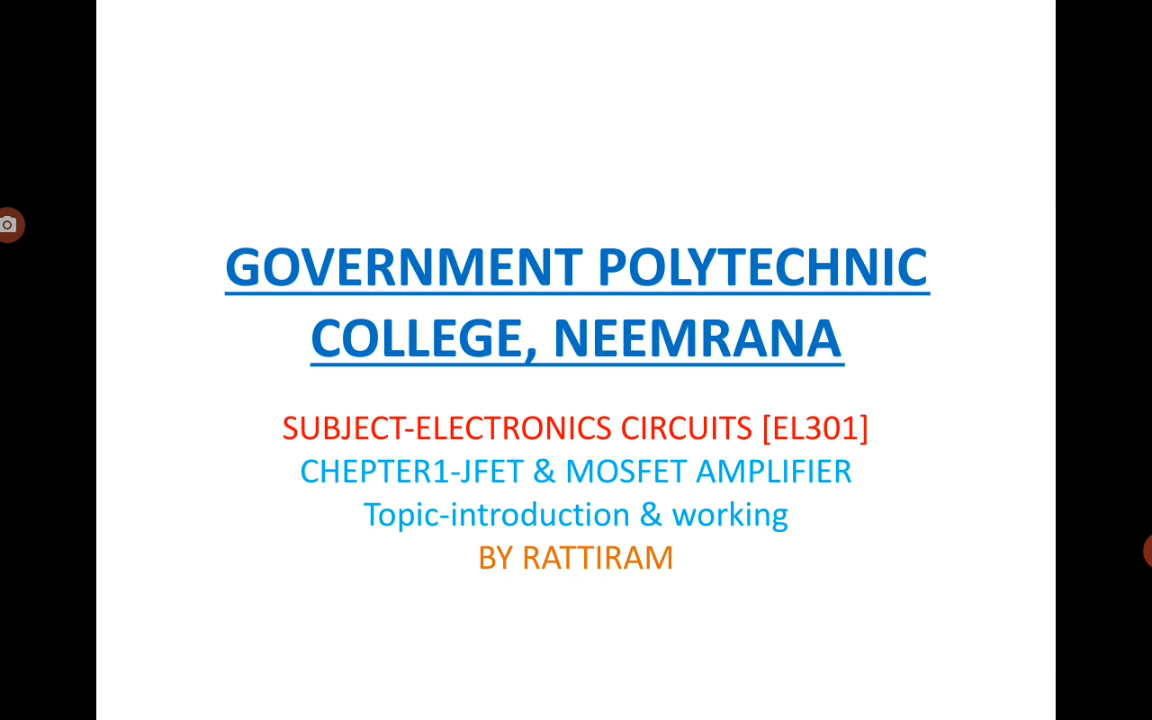 GOVERNMENT POLYTECHNIC
COLLEGE, NEEMRANA
SUBJECT-ELECTRONICS CIRCUITS [EL301]
CHEPTER1-JFET & MOSFET AMPLIFIER
Topic-introduction & working
BY RATTIRAM